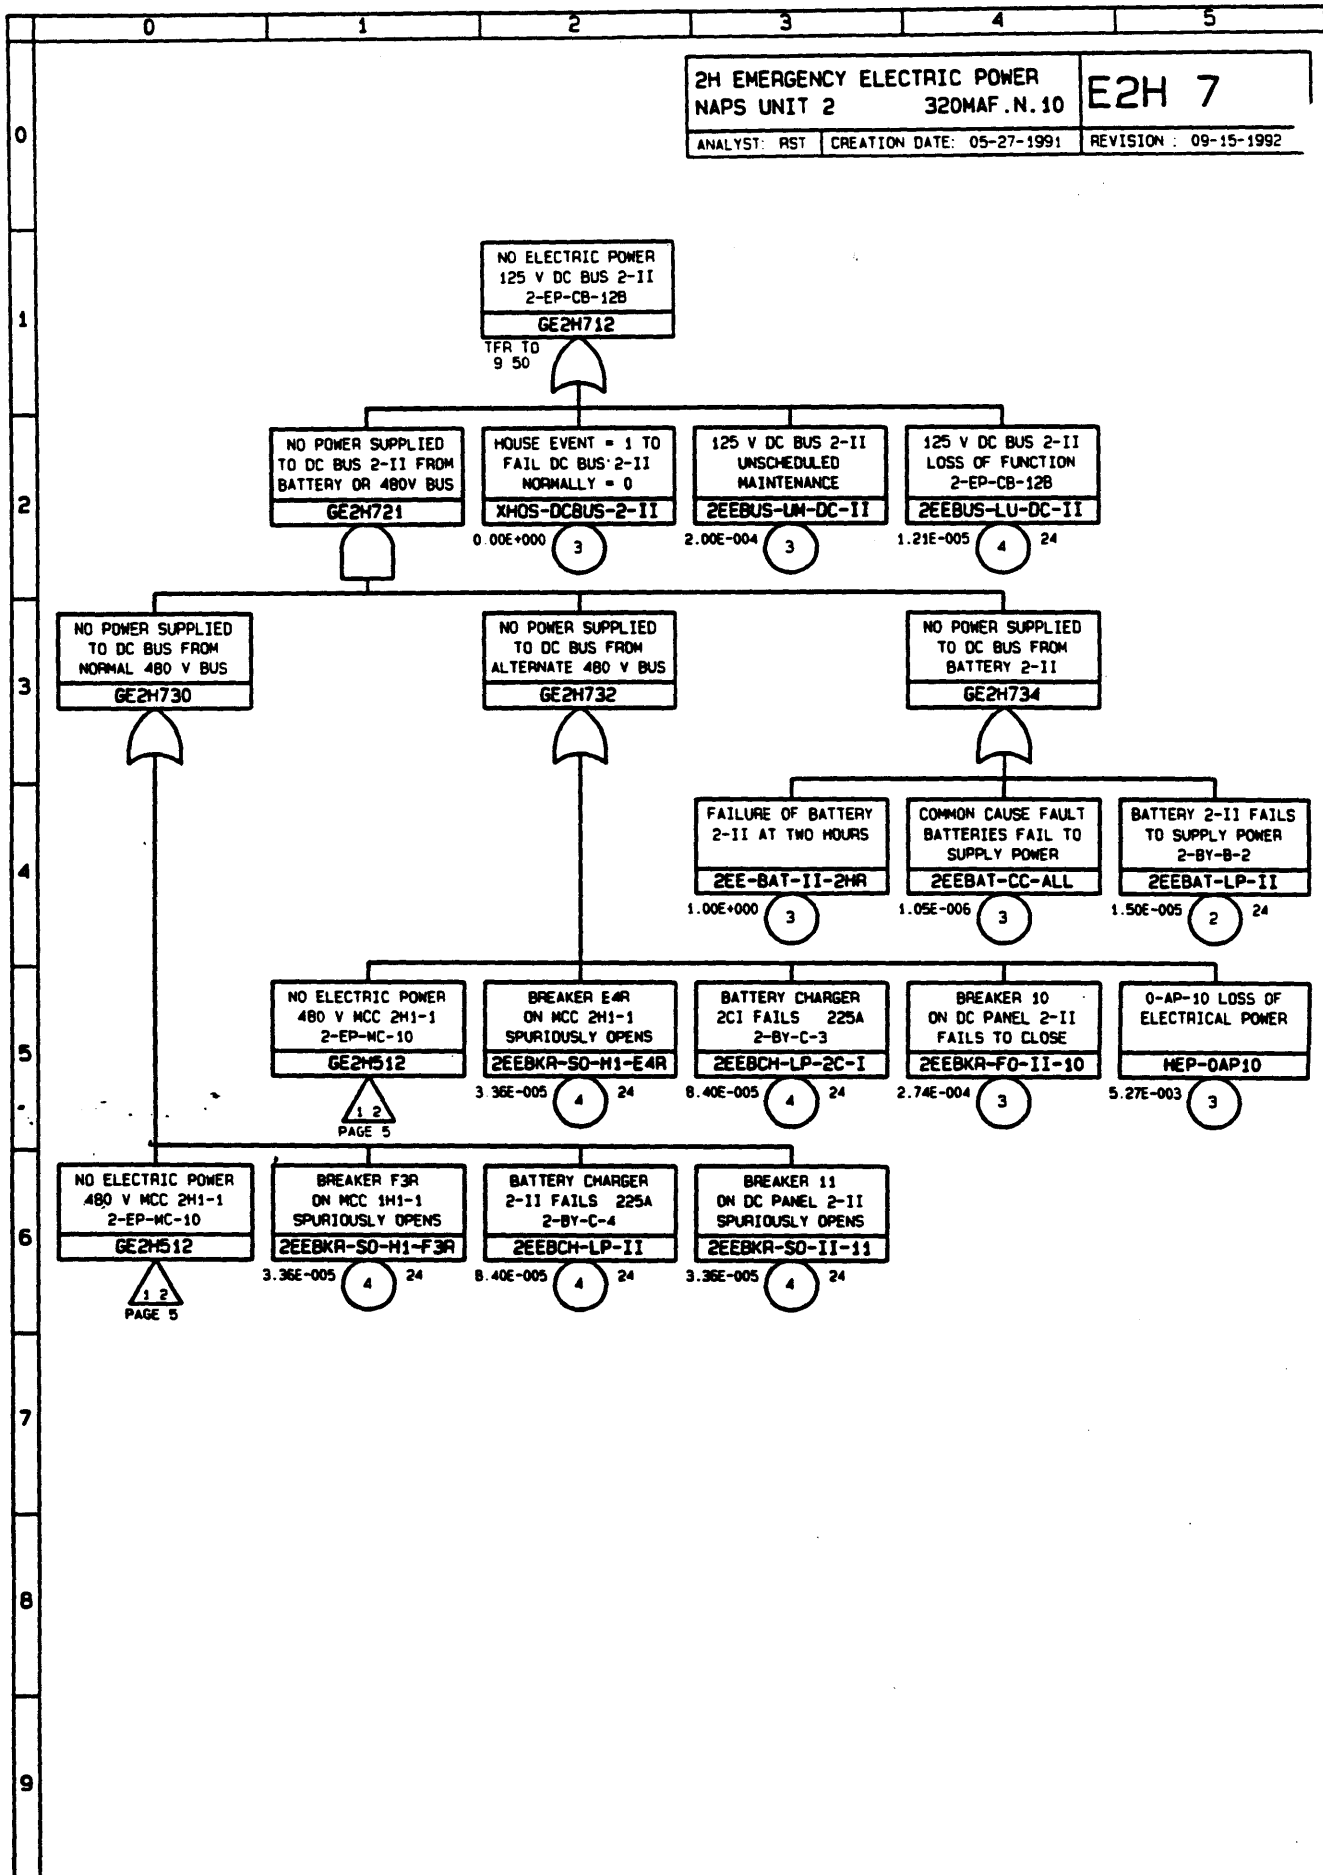 0 1 2 3 4 5
2H EMERGENCY ELECTRIC POWER
NAPS UNIT 2 320MAF.N.10
E2H 7
ANALYST: RST CREATION DATE: 05-27-1991 REVISION : 09-15-1992
0
NO ELECTRIC POWER
125 V DC BUS 2-II
2-EP-CB-12B
GE2H712
TFR TO
9 50
1
NO POWER SUPPLIED
TO DC BUS 2-II FROM
BATTERY OR 480V BUS
GE2H721
HOUSE EVENT = 1 TO
FAIL DC BUS 2-II
NORMALLY = 0
XHOS-DCBUS-2-II
0.00E+000 3
125 V DC BUS 2-II
UNSCHEDULED
MAINTENANCE
2EEBUS-UM-DC-II
2.00E-004 3
125 V DC BUS 2-II
LOSS OF FUNCTION
2-EP-CB-12B
2EEBUS-LU-DC-II
1.21E-005 4 24
2
NO POWER SUPPLIED
TO DC BUS FROM
NORMAL 480 V BUS
GE2H730
NO POWER SUPPLIED
TO DC BUS FROM
ALTERNATE 480 V BUS
GE2H732
NO POWER SUPPLIED
TO DC BUS FROM
BATTERY 2-II
GE2H734
3
FAILURE OF BATTERY
2-II AT TWO HOURS
2EE-BAT-II-2HR
1.00E+000 3
COMMON CAUSE FAULT
BATTERIES FAIL TO
SUPPLY POWER
2EEBAT-CC-ALL
1.05E-006 3
BATTERY 2-II FAILS
TO SUPPLY POWER
2-BY-B-2
2EEBAT-LP-II
1.50E-005 2 24
4
NO ELECTRIC POWER
480 V MCC 2H1-1
2-EP-MC-10
GE2H512
1 2
PAGE 5
BREAKER E4R
ON MCC 2H1-1
SPURIOUSLY OPENS
2EEBKR-SO-H1-E4R
3.36E-005 4 24
BATTERY CHARGER
2CI FAILS 225A
2-BY-C-3
2EEBCH-LP-2C-I
8.40E-005 4 24
BREAKER 10
ON DC PANEL 2-II
FAILS TO CLOSE
2EEBKR-FO-II-10
2.74E-004 3
0-AP-10 LOSS OF
ELECTRICAL POWER
HEP-0AP10
5.27E-003 3
5
NO ELECTRIC POWER
480 V MCC 2H1-1
2-EP-MC-10
GE2H512
1 2
PAGE 5
BREAKER F3R
ON MCC 1H1-1
SPURIOUSLY OPENS
2EEBKR-SO-H1-F3R
3.36E-005 4 24
BATTERY CHARGER
2-II FAILS 225A
2-BY-C-4
2EEBCH-LP-II
8.40E-005 4 24
BREAKER 11
ON DC PANEL 2-II
SPURIOUSLY OPENS
2EEBKR-SO-II-11
3.36E-005 4 24
6
7
8
9